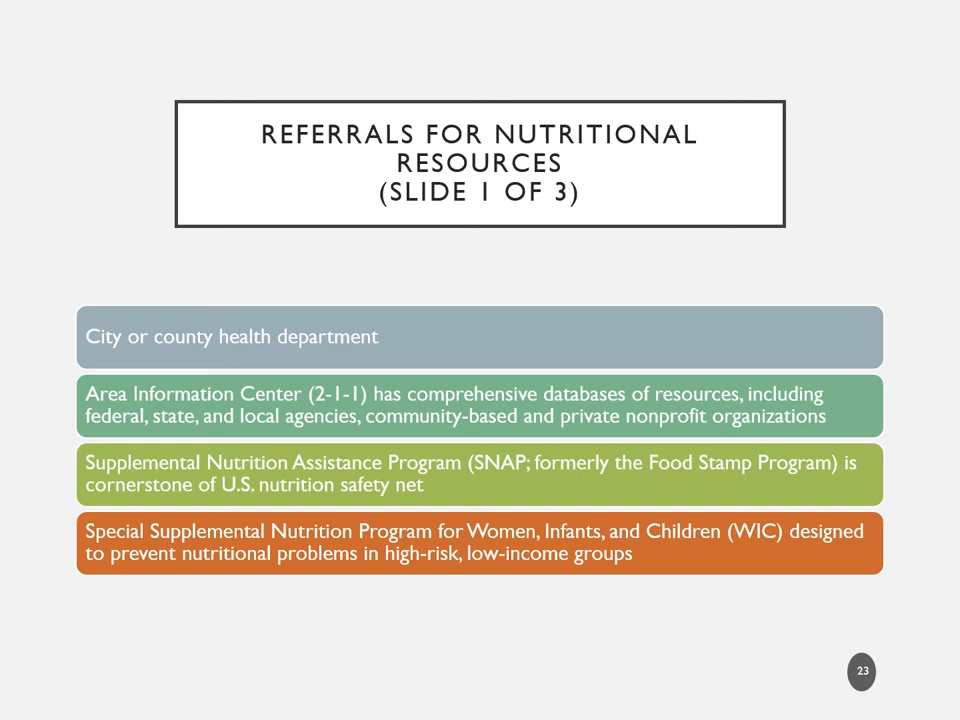 REFERRALS FOR NUTRITIONAL
RESOURCES
(SLIDE 1 OF 3)
City or county health department
Area Information Center (2-1-1) has comprehensive databases of resources, including
federal, state, and local agencies, community-based and private nonprofit organizations
Supplemental Nutrition Assistance Program (SNAP; formerly the Food Stamp Program) is
cornerstone of U.S. nutrition safety net
Special Supplemental Nutrition Program for Women, Infants, and Children (WIC) designed
to prevent nutritional problems in high-risk, low-income groups
23